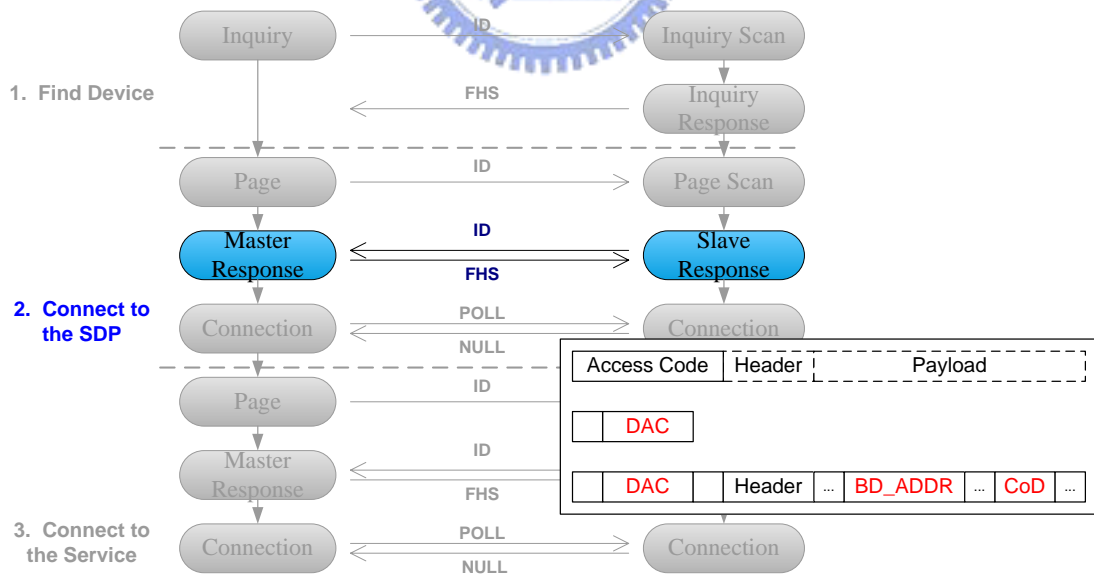 Inquiry
ID
Inquiry Scan
1. Find Device
FHS
Inquiry
Response
Page
ID
Page Scan
Master
Response
ID
FHS
Slave
Response
2. Connect to
the SDP
Connection
POLL
NULL
Connection
Access Code
Header
Payload
DAC
DAC
Header
...
BD_ADDR
...
CoD
...
Page
ID
Master
Response
ID
FHS
3. Connect to
the Service
Connection
POLL
NULL
Connection